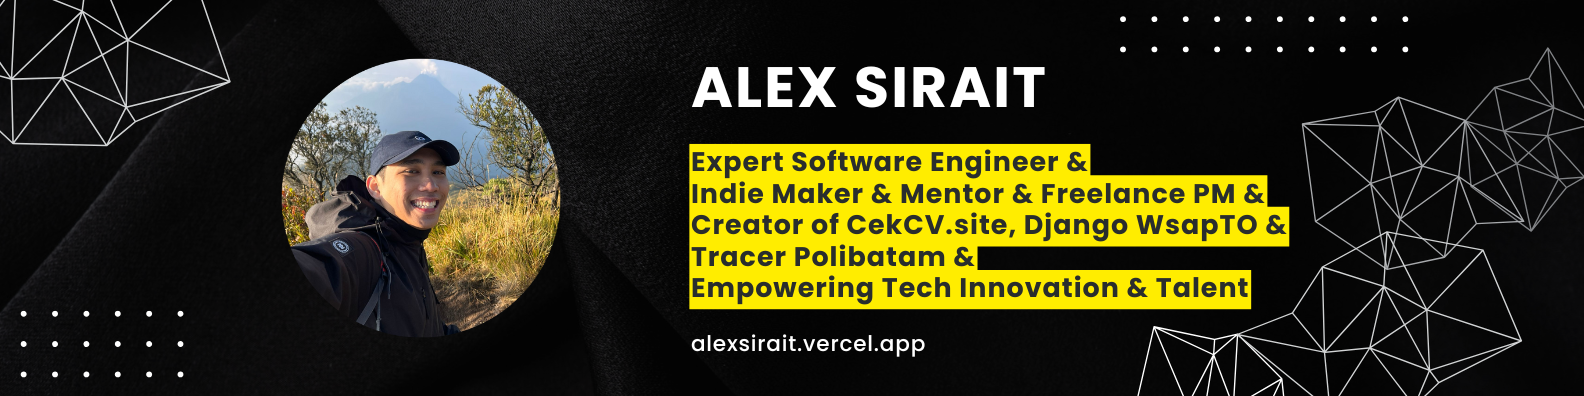 ALEX SIRAIT
Expert Software Engineer &
Indie Maker & Mentor & Freelance PM &
Creator of CekCV.site, Django WsapTO &
Tracer Polibatam &
Empowering Tech Innovation & Talent
alexsirait.vercel.app